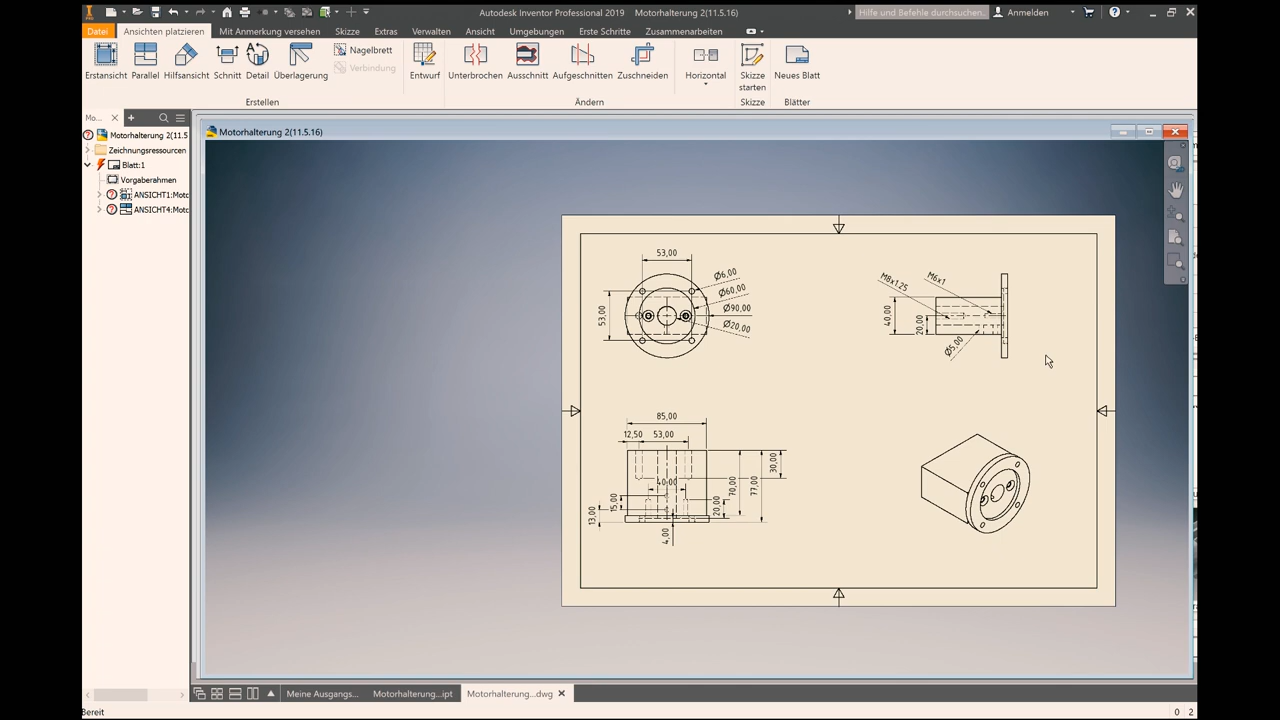 Autodesk Inventor Professional 2019 Motorhalterung 2(11.5.16)
Hilfe und Befehle durchsuchen...
Anmelden
Datei Ansichten platzieren Mit Anmerkung versehen Skizze Extras Verwalten Ansicht Umgebungen Erste Schritte Zusammenarbeiten
Erstansicht Parallel Hilfsansicht Schnitt Detail Überlagerung
Nagelbrett
Verbindung
Entwurf
Unterbrochen Ausschnitt Aufgeschnitten Zuschneiden
Horizontal
Skizze
starten
Neues Blatt
Erstellen Ändern Skizze Blätter
Mo...
Motorhalterung 2(11.5
Zeichnungsressourcen
Blatt:1
Vorgaberahmen
ANSICHT1:Moto
ANSICHT4:Moto
Motorhalterung 2(11.5.16)
53,00
53,00
Ø6,00
Ø60,00
Ø90,00
Ø20,00
M8x1.25
M6x1
40,00
20,00
Ø5,00
85,00
12,50
53,00
40,00
30,00
70,00
77,00
15,00
13,00
20,00
4,00
Meine Ausgangs... Motorhalterung...ipt Motorhalterung...dwg
Bereit
0 2